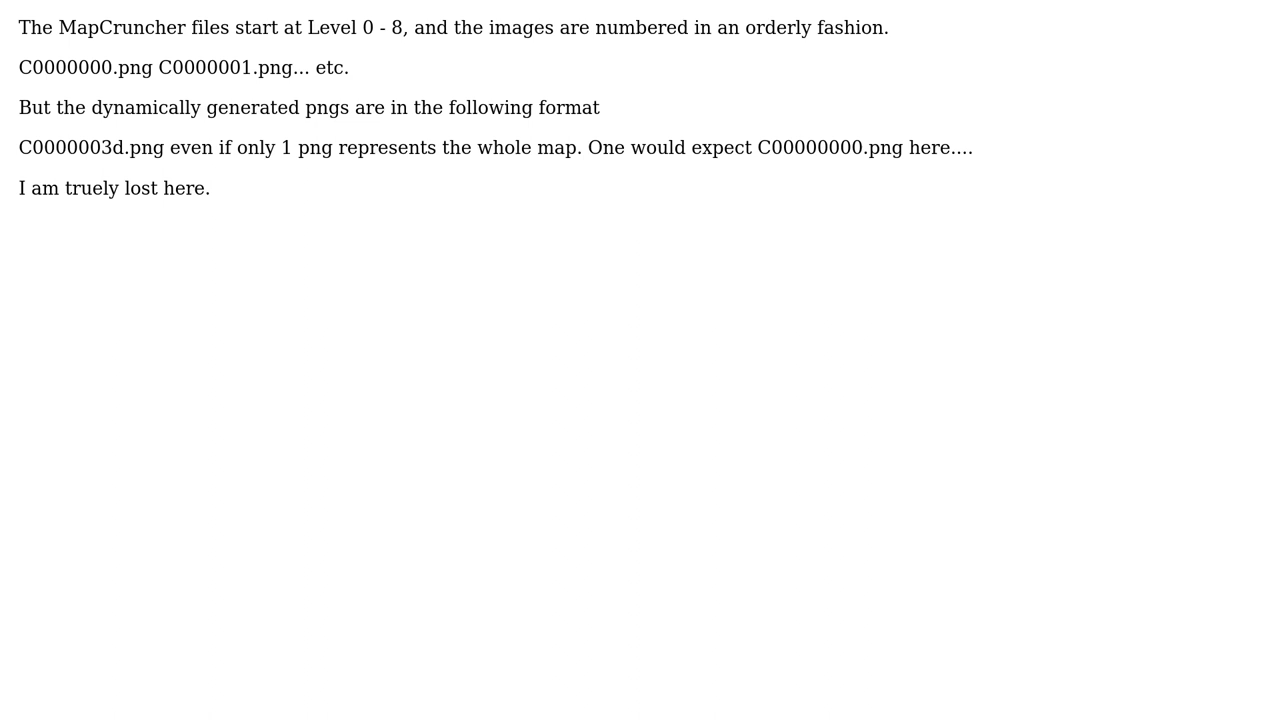 The MapCruncher files start at Level 0 - 8, and the images are numbered in an orderly fashion.
C0000000.png C0000001.png... etc.
But the dynamically generated pngs are in the following format
C0000003d.png even if only 1 png represents the whole map. One would expect C00000000.png here....
I am truely lost here.